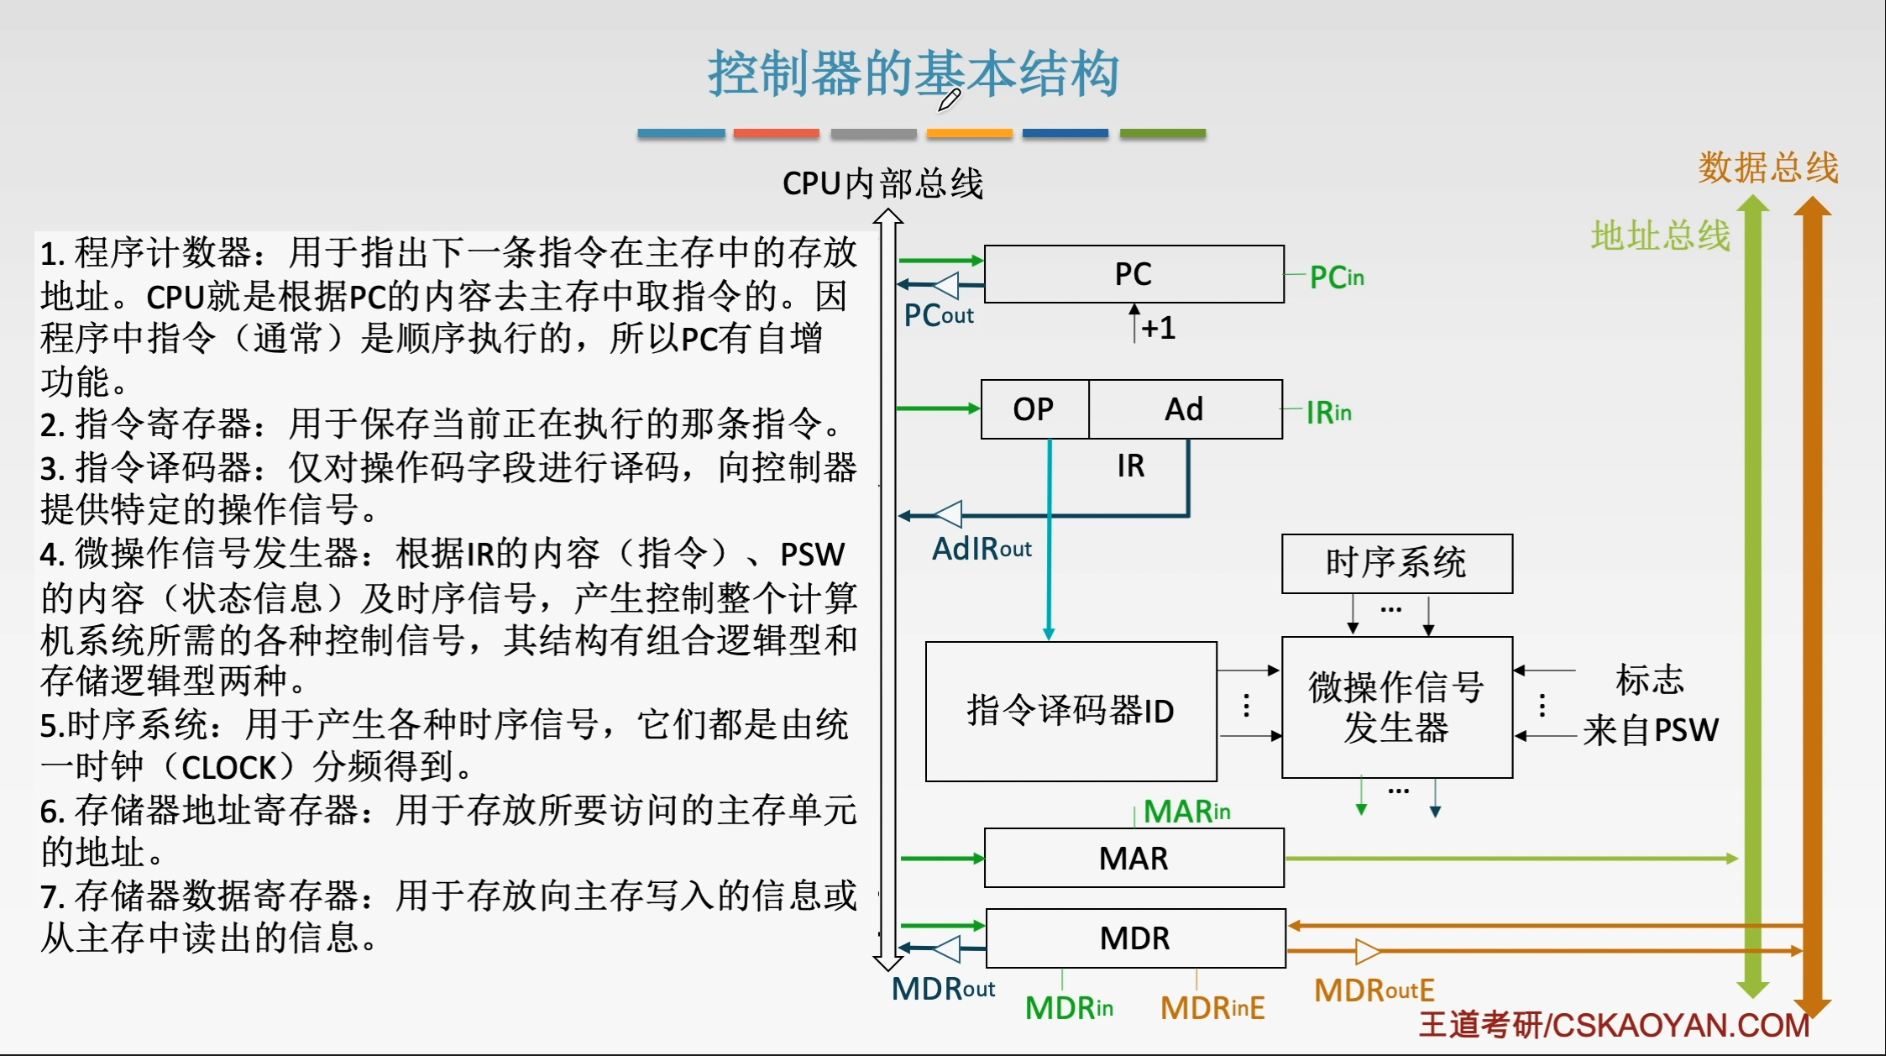 控制器的基本结构
CPU内部总线
数据总线
地址总线
1. 程序计数器：用于指出下一条指令在主存中的存放
地址。CPU就是根据PC的内容去主存中取指令的。因
程序中指令（通常）是顺序执行的，所以PC有自增
功能。
2. 指令寄存器：用于保存当前正在执行的那条指令。
3. 指令译码器：仅对操作码字段进行译码，向控制器
提供特定的操作信号。
4. 微操作信号发生器：根据IR的内容（指令）、PSW
的内容（状态信息）及时序信号，产生控制整个计算
机系统所需的各种控制信号，其结构有组合逻辑型和
存储逻辑型两种。
5.时序系统：用于产生各种时序信号，它们都是由统
一时钟（CLOCK）分频得到。
6. 存储器地址寄存器：用于存放所要访问的主存单元
的地址。
7. 存储器数据寄存器：用于存放向主存写入的信息或
从主存中读出的信息。
PC
PCin
PCout
+1
OP
Ad
IRin
IR
AdIRout
时序系统
...
指令译码器ID
...
微操作信号
发生器
...
标志
来自PSW
...
MARin
MAR
MDR
MDRout
MDRin
MDRinE
MDRoutE
王道考研/CSKAOYAN.COM